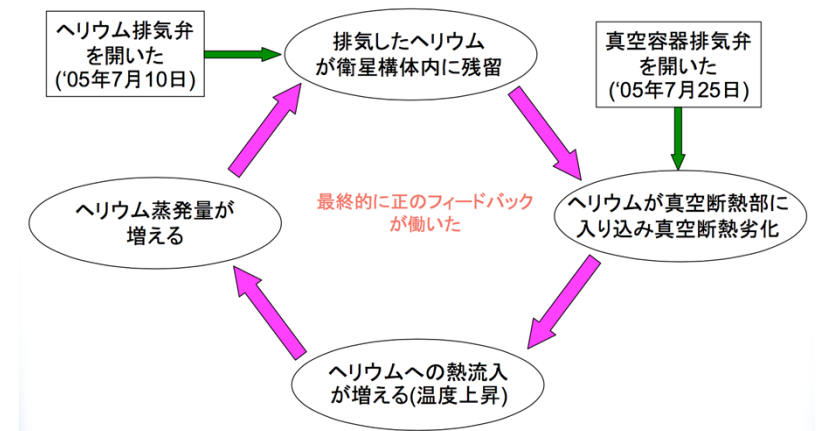 ヘリウム排気弁
を開いた
(‘05年7月10日)
排気したヘリウム
が衛星構体内に残留
真空容器排気弁
を開いた
(‘05年7月25日)
ヘリウム蒸発量が
増える
最終的に正のフィードバック
が働いた
ヘリウムが真空断熱部に
入り込み真空断熱劣化
ヘリウムへの熱流入
が増える(温度上昇)